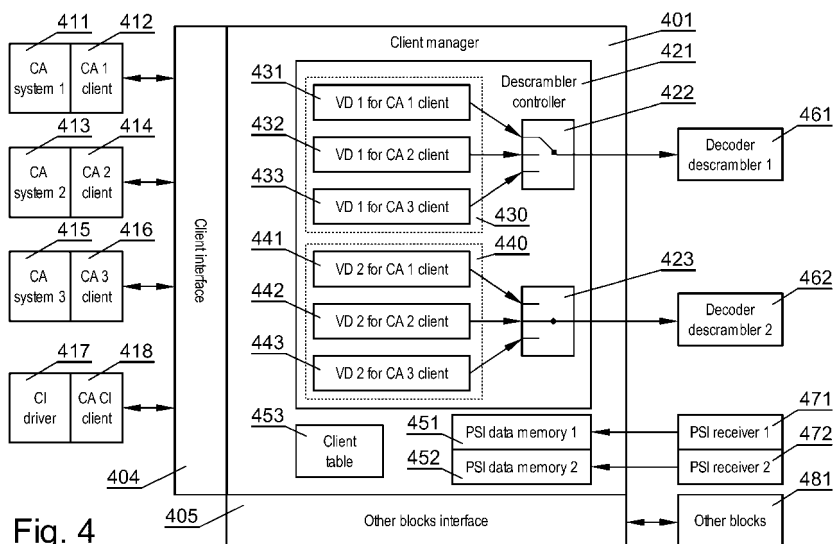 411 412
CA system 1
CA 1 client
413 414
CA system 2
CA 2 client
415 416
CA system 3
CA 3 client
417 418
CI driver
CA CI client
404
Client interface
405
Client manager
401
421
431
VD 1 for CA 1 client
432
VD 1 for CA 2 client
433
VD 1 for CA 3 client
430
Descrambler controller
422
441
VD 2 for CA 1 client
440
442
VD 2 for CA 2 client
443
VD 2 for CA 3 client
423
461
Decoder descrambler 1
462
Decoder descrambler 2
453
Client table
451
PSI data memory 1
452
PSI data memory 2
471
PSI receiver 1
472
PSI receiver 2
481
Other blocks interface
Other blocks
Fig. 4